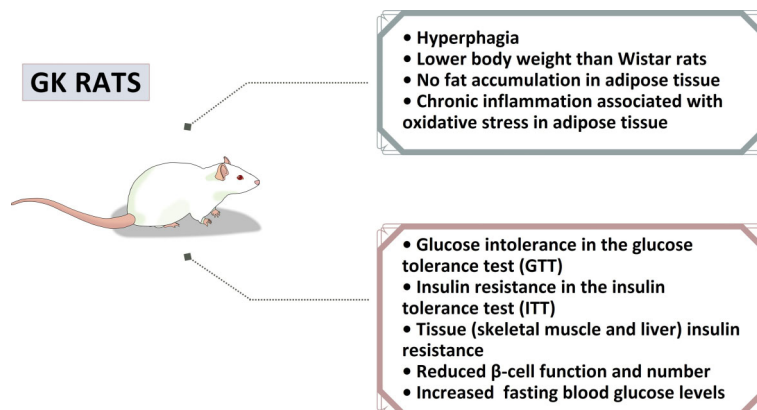 GK RATS
• Hyperphagia
• Lower body weight than Wistar rats
• No fat accumulation in adipose tissue
• Chronic inflammation associated with
oxidative stress in adipose tissue
• Glucose intolerance in the glucose
tolerance test (GTT)
• Insulin resistance in the insulin
tolerance test (ITT)
• Tissue (skeletal muscle and liver) insulin
resistance
• Reduced β-cell function and number
• Increased  fasting blood glucose levels